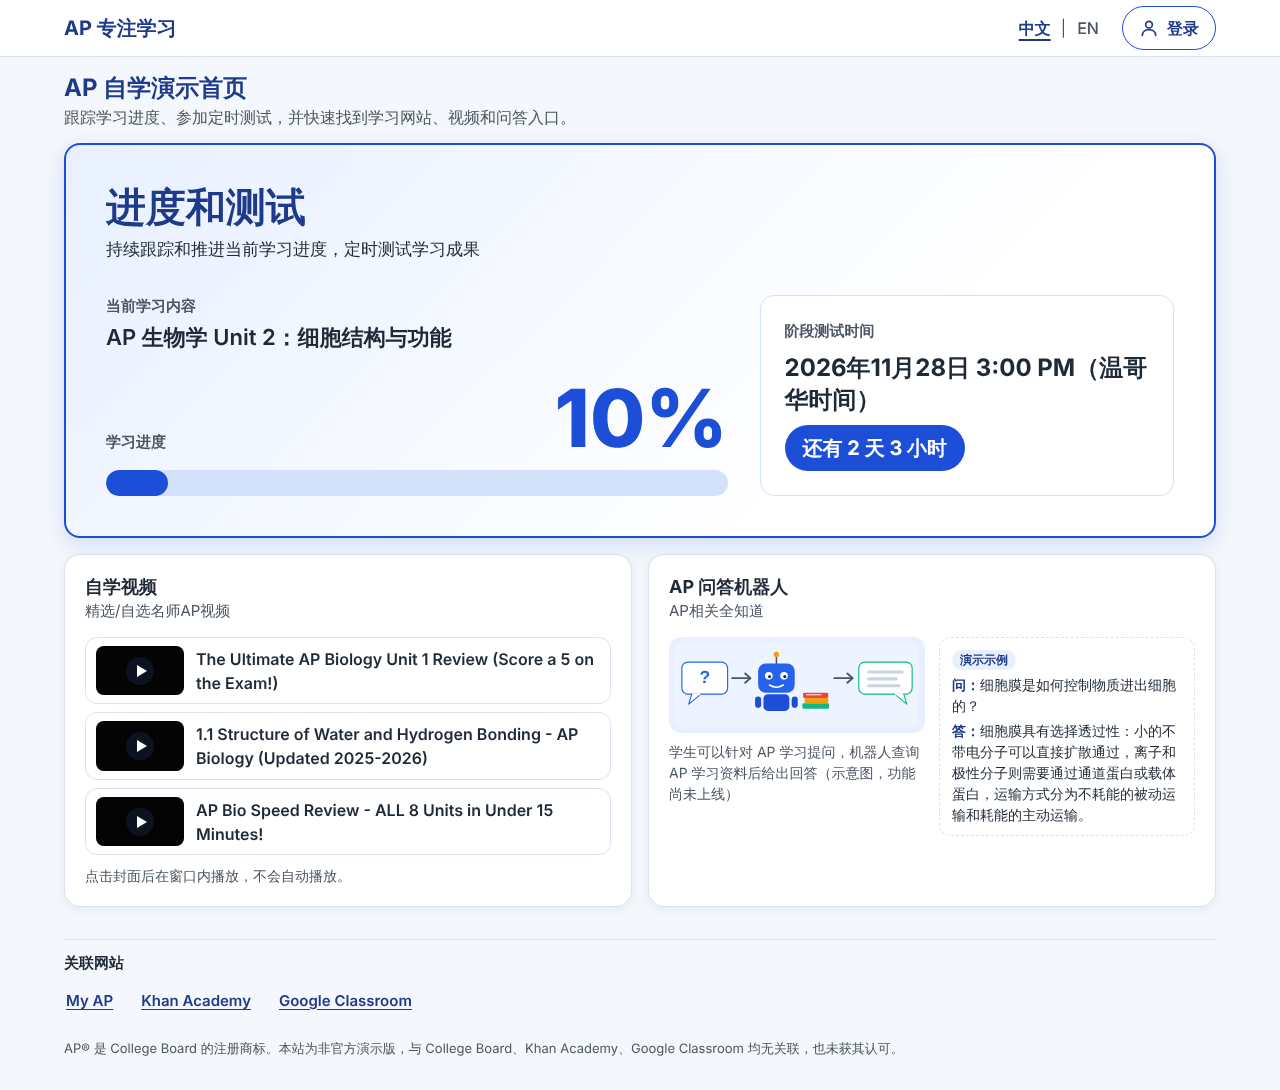 AP 专注学习
中文 | EN
登录
AP 自学演示首页
跟踪学习进度、参加定时测试，并快速找到学习网站、视频和问答入口。
进度和测试
持续跟踪和推进当前学习进度，定时测试学习成果
当前学习内容
AP 生物学 Unit 2：细胞结构与功能
学习进度
10%
阶段测试时间
2026年11月28日 3:00 PM（温哥
华时间）
还有 2 天 3 小时
自学视频
精选/自选名师AP视频
The Ultimate AP Biology Unit 1 Review (Score a 5 on
the Exam!)
1.1 Structure of Water and Hydrogen Bonding - AP
Biology (Updated 2025-2026)
AP Bio Speed Review - ALL 8 Units in Under 15
Minutes!
点击封面后在窗口内播放，不会自动播放。
AP 问答机器人
AP相关全知道
?
学生可以针对 AP 学习提问，机器人查询
AP 学习资料后给出回答（示意图，功能
尚未上线）
演示示例
问：细胞膜是如何控制物质进出细胞
的？
答：细胞膜具有选择透过性：小的不
带电分子可以直接扩散通过，离子和
极性分子则需要通过通道蛋白或载体
蛋白，运输方式分为不耗能的被动运
输和耗能的主动运输。
关联网站
My AP
Khan Academy
Google Classroom
AP® 是 College Board 的注册商标。本站为非官方演示版，与 College Board、Khan Academy、Google Classroom 均无关联，也未获其认可。